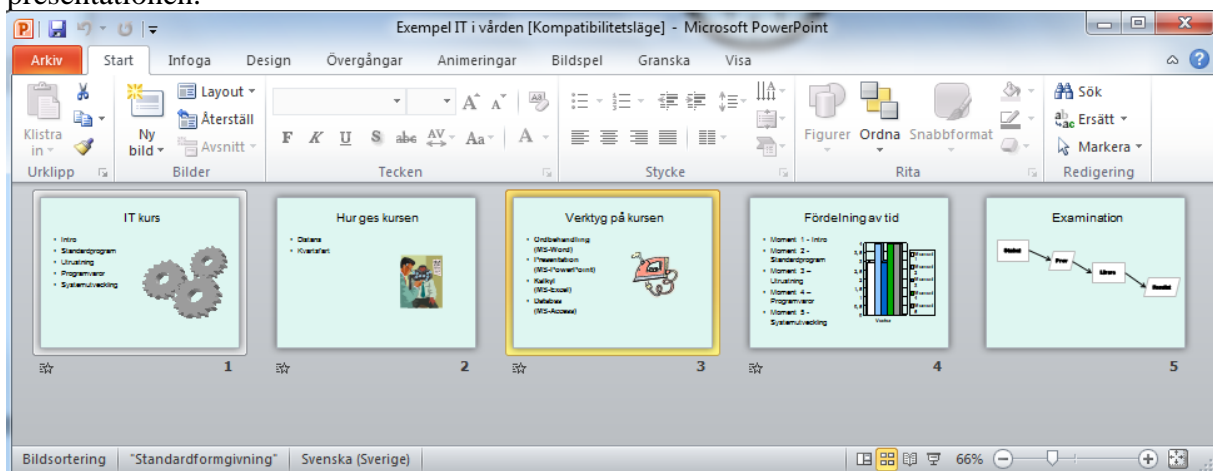 presentationen.
Exempel IT i vården [Kompatibilitetsläge] - Microsoft PowerPoint
Arkiv Start Infoga Design Övergångar Animeringar Bildspel Granska Visa
Klistra in
Urklipp
Ny bild
Layout
Återställ
Avsnitt
Bilder
F K U S abc AV Aa A
Tecken
Stycke
Figurer Ordna Snabbformat
Rita
Sök
Ersätt
Markera
Redigering
IT kurs
• Intro
• Standardprogram
• Utrustning
• Programvaror
• Systemutveckling
1
Hur ges kursen
• Distans
• Kvartsfart
2
Verktyg på kursen
• Ordbehandling
(MS-Word)
• Presentation
(MS-PowerPoint)
• Kalkyl
(MS-Excel)
• Databas
(MS-Access)
3
Fördelning av tid
• Moment 1 - Intro
• Moment 2 -
Standardprogram
• Moment 3 –
Utrustning
• Moment 4 –
Programvaror
• Moment 5 -
Systemutveckling
Veckor
4
Examination
5
Bildsortering "Standardformgivning" Svenska (Sverige) 66%